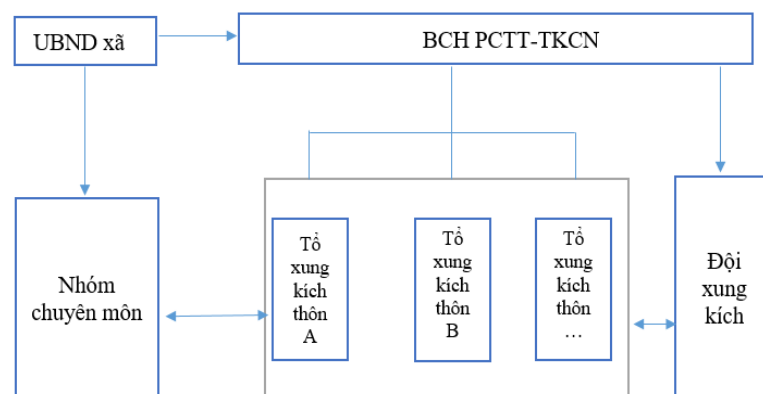 UBND xã
BCH PCTT-TKCN
Nhóm
chuyên môn
Tổ
xung
kích
thôn
A
Tổ
xung
kích
thôn
B
Tổ
xung
kích
thôn
…
Đội
xung
kích